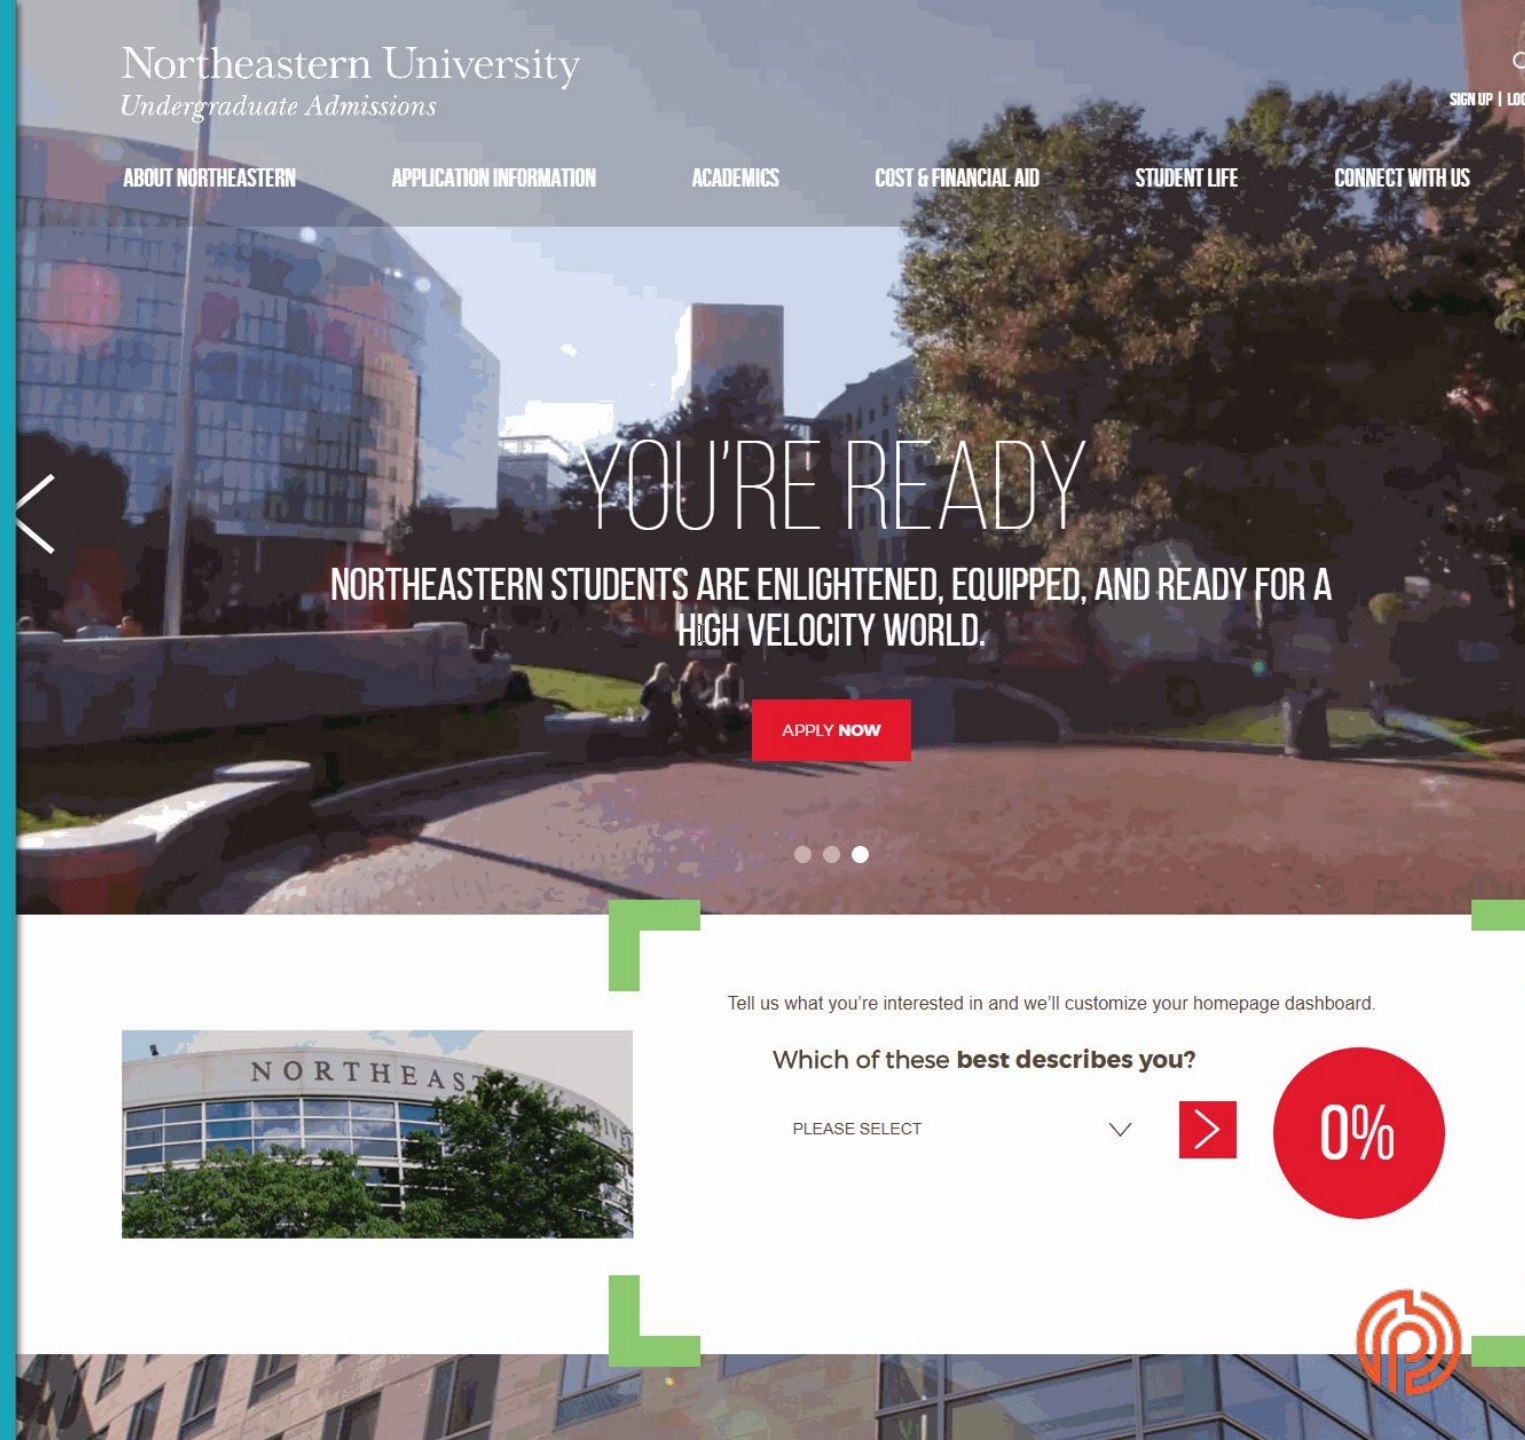 Northeastern University
Undergraduate Admissions
SIGN UP |
ABOUT NORTHEASTERN
APPLICATION INFORMATION
ACADEMICS
COST & FINANCIAL AID
STUDENT LIFE
CONNECT WITH US
YOU'RE READY
NORTHEASTERN STUDENTS ARE ENLIGHTENED, EQUIPPED, AND READY FOR A
HIGH VELOCITY WORLD.
APPLY NOW
Tell us what you're interested in and we'll customize your homepage dashboard.
Which of these best describes you?
PLEASE SELECT
0%